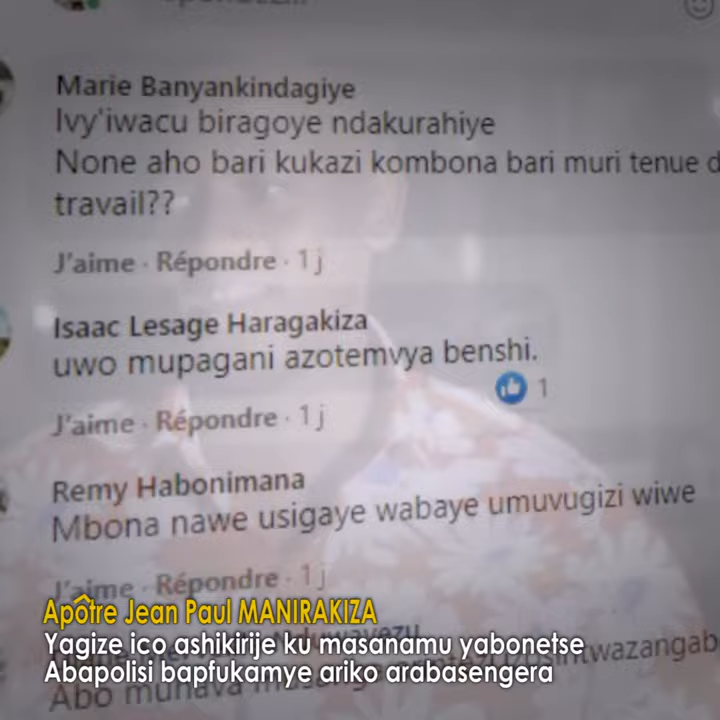 Marie Banyankindagiye
Ivy'iwacu biragoye ndakurahiye
None aho bari kukazi kombona bari muri tenue d
travail??
J'aime · Répondre · 1 j
Isaac Lesage Haragakiza
uwo mupagani azotemvya benshi.
1
J'aime · Répondre · 1 j
Remy Habonimana
Mbona nawe usigaye wabaye umuvugizi wiwe
J'aime · Répondre · 1 j
Apôtre Jean Paul MANIRAKIZA
Yagize ico ashikirije ku masanamu yabonetse
Abapolisi bapfukamye ariko arabasengera
Abo